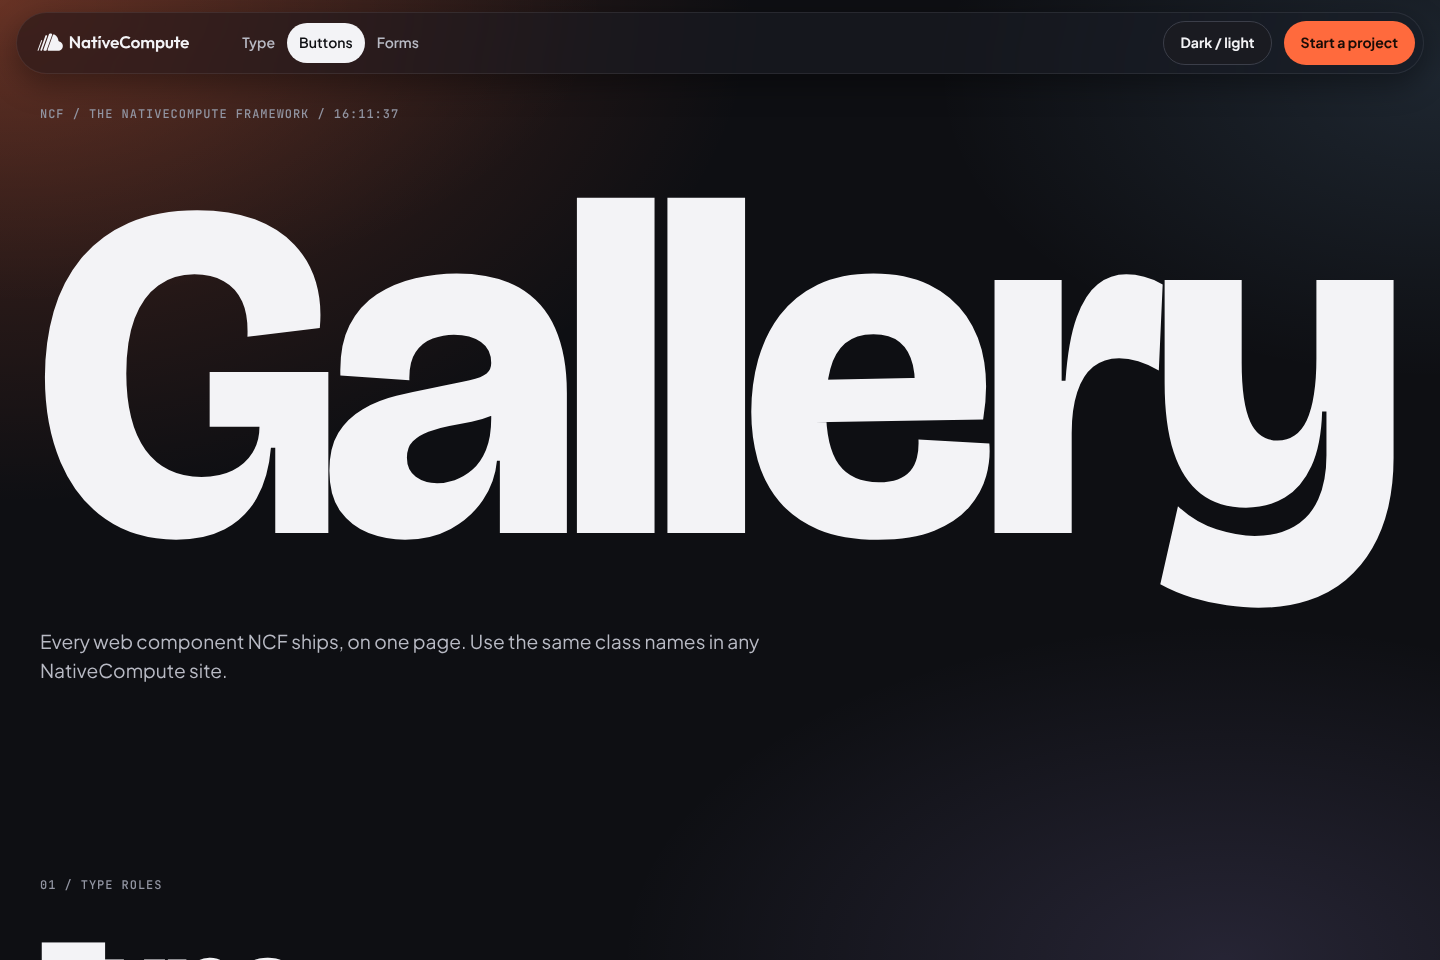 NativeCompute
Type
Buttons
Forms
Dark / light
Start a project
NCF / THE NATIVECOMPUTE FRAMEWORK / 16:11:37
Gallery
Every web component NCF ships, on one page. Use the same class names in any
NativeCompute site.
01 / TYPE ROLES